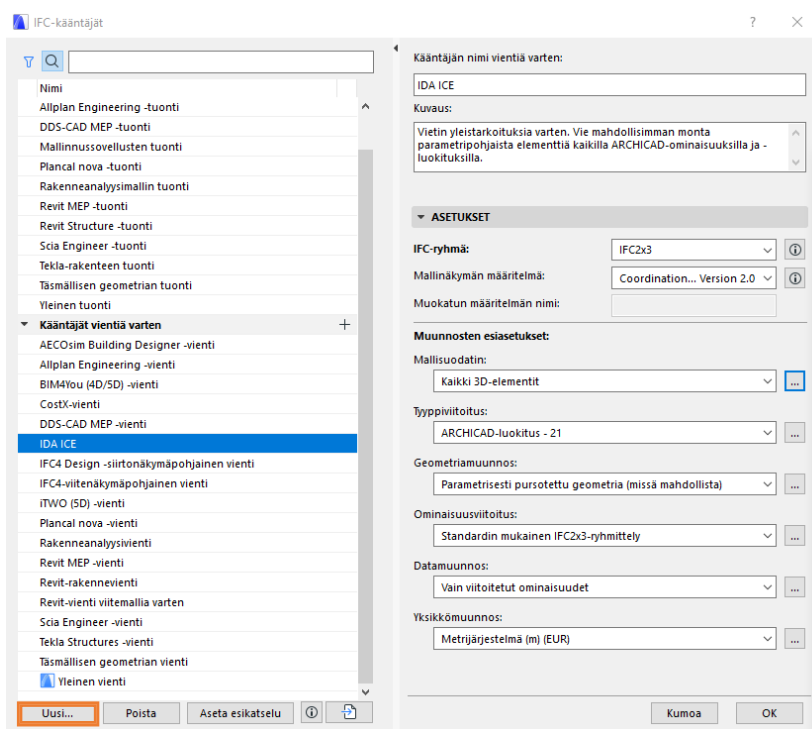 IFC-kääntäjät
Nimi
Allplan Engineering -tuonti
DDS-CAD MEP -tuonti
Mallinnussovellusten tuonti
Plancal nova -tuonti
Rakenneanalyysimallin tuonti
Revit MEP -tuonti
Revit Structure -tuonti
Scia Engineer -tuonti
Tekla-rakenteen tuonti
Täsmällisen geometrian tuonti
Yleinen tuonti
Kääntäjät vientiä varten
AECOsim Building Designer -vienti
Allplan Engineering -vienti
BIM4You (4D/5D) -vienti
CostX-vienti
DDS-CAD MEP -vienti
IDA ICE
IFC4 Design -siirtonäkymäpohjainen vienti
IFC4-viitenäkymäpohjainen vienti
iTWO (5D) -vienti
Plancal nova -vienti
Rakenneanalyysivienti
Revit MEP -vienti
Revit-rakennevienti
Revit-vienti viitemallia varten
Scia Engineer -vienti
Tekla Structures -vienti
Täsmällisen geometrian vienti
Yleinen vienti
Uusi...
Poista
Aseta esikatselu
Kääntäjän nimi vientiä varten:
IDA ICE
Kuvaus:
Vietin yleistarkoituksia varten. Vie mahdollisimman monta
parametripohjaista elementtiä kaikilla ARCHICAD-ominaisuuksilla ja -
luokituksilla.
ASETUKSET
IFC-ryhmä:
IFC2x3
Mallinäkymän määritelmä:
Coordination... Version 2.0
Muokatun määritelmän nimi:
Muunnosten esiasetukset:
Mallisuodatin:
Kaikki 3D-elementit
...
Tyyppiviitoitus:
ARCHICAD-luokitus - 21
...
Geometriamuunnos:
Parametrisesti pursotettu geometria (missä mahdollista)
...
Ominaisuusviitoitus:
Standardin mukainen IFC2x3-ryhmittely
...
Datamuunnos:
Vain viitoitetut ominaisuudet
...
Yksikkömuunnos:
Metrijärjestelmä (m) (EUR)
...
Kumoa
OK